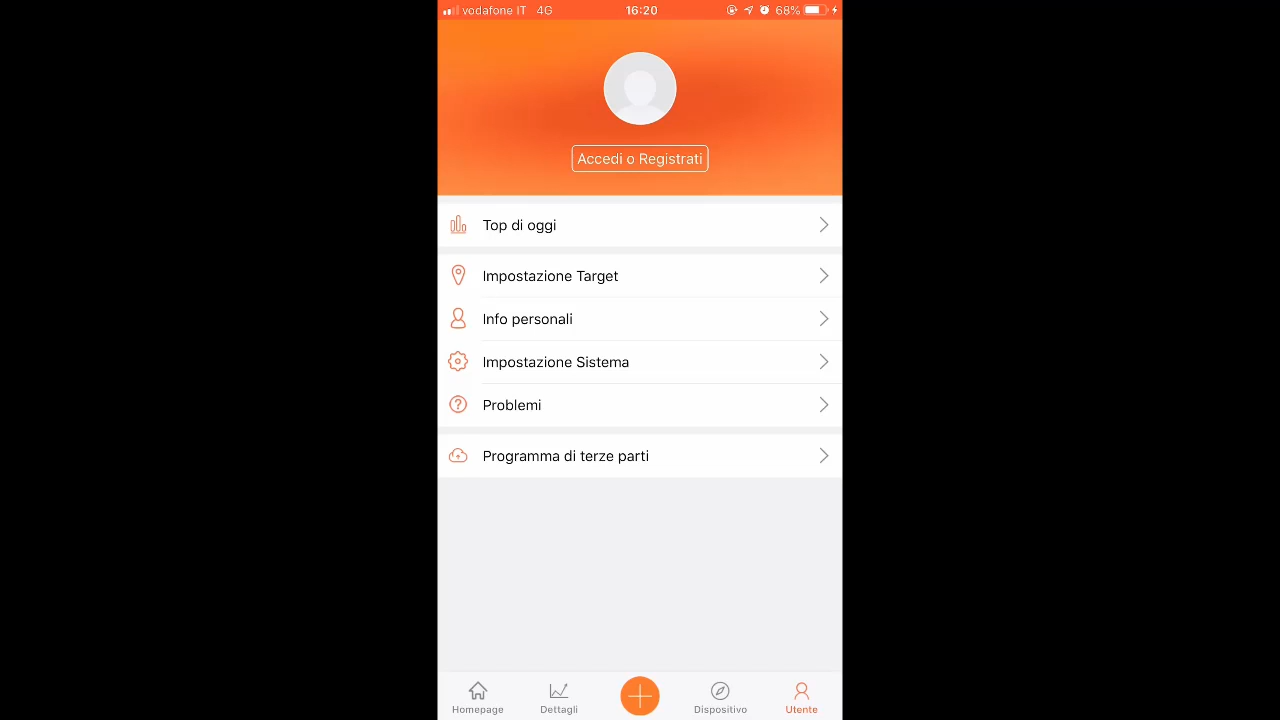 vodafone IT 4G 16:20 68%
Accedi o Registrati
Top di oggi
Impostazione Target
Info personali
Impostazione Sistema
Problemi
Programma di terze parti
Homepage Dettagli Dispositivo Utente